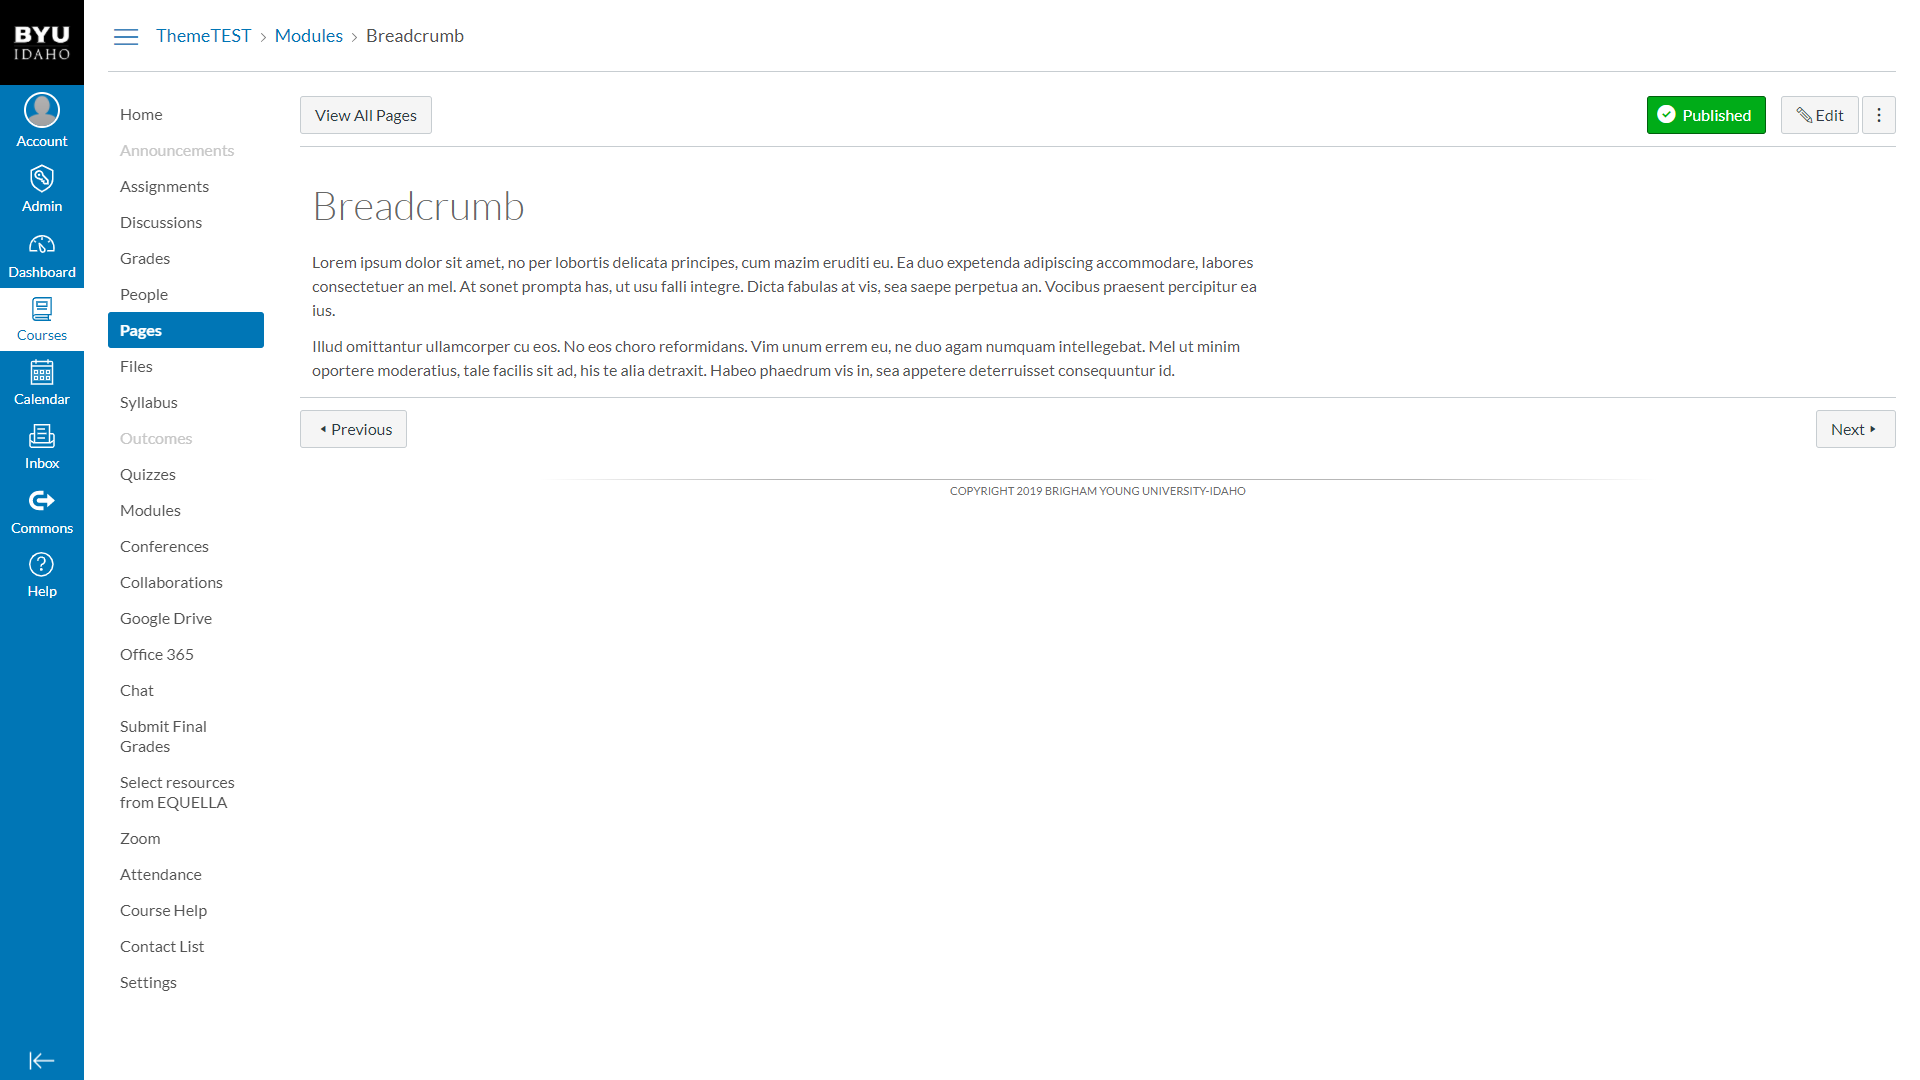 BYU
IDAHO
Account
Admin
Dashboard
Courses
Calendar
Inbox
Commons
Help
ThemeTEST › Modules › Breadcrumb
Home
Announcements
Assignments
Discussions
Grades
People
Pages
Files
Syllabus
Outcomes
Quizzes
Modules
Conferences
Collaborations
Google Drive
Office 365
Chat
Submit Final
Grades
Select resources
from EQUELLA
Zoom
Attendance
Course Help
Contact List
Settings
View All Pages
Published
Edit
Breadcrumb
Lorem ipsum dolor sit amet, no per lobortis delicata principes, cum mazim eruditi eu. Ea duo expetenda adipiscing accommodare, labores
consectetuer an mel. At sonet prompta has, ut usu falli integre. Dicta fabulas at vis, sea saepe perpetua an. Vocibus praesent percipitur ea
ius.
Illud omittantur ullamcorper cu eos. No eos choro reformidans. Vim unum errem eu, ne duo agam numquam intellegebat. Mel ut minim
oportere moderatius, tale facilis sit ad, his te alia detraxit. Habeo phaedrum vis in, sea appetere deterruisset consequuntur id.
Previous
Next
COPYRIGHT 2019 BRIGHAM YOUNG UNIVERSITY-IDAHO